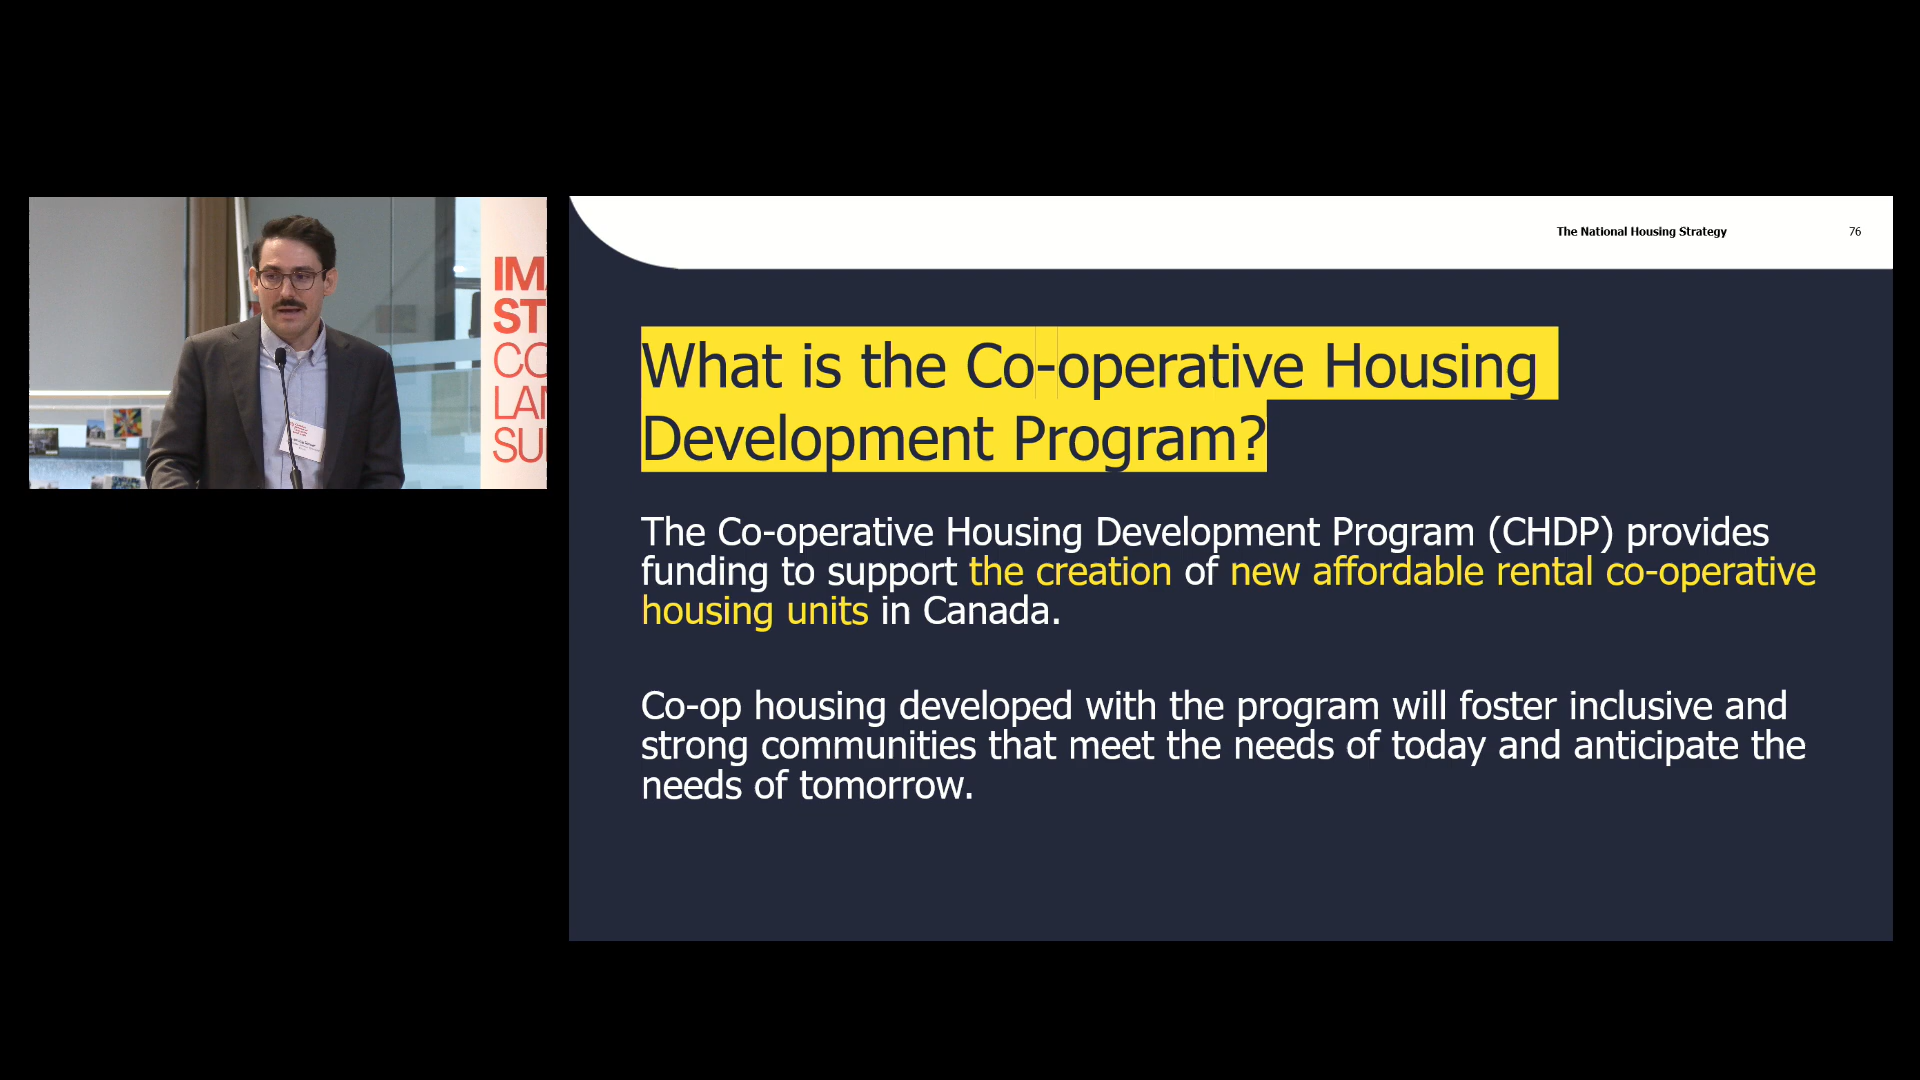 IM
ST
CO
LAN
SU
The National Housing Strategy
76
What is the Co-operative Housing
Development Program?
The Co-operative Housing Development Program (CHDP) provides
funding to support the creation of new affordable rental co-operative
housing units in Canada.
Co-op housing developed with the program will foster inclusive and
strong communities that meet the needs of today and anticipate the
needs of tomorrow.